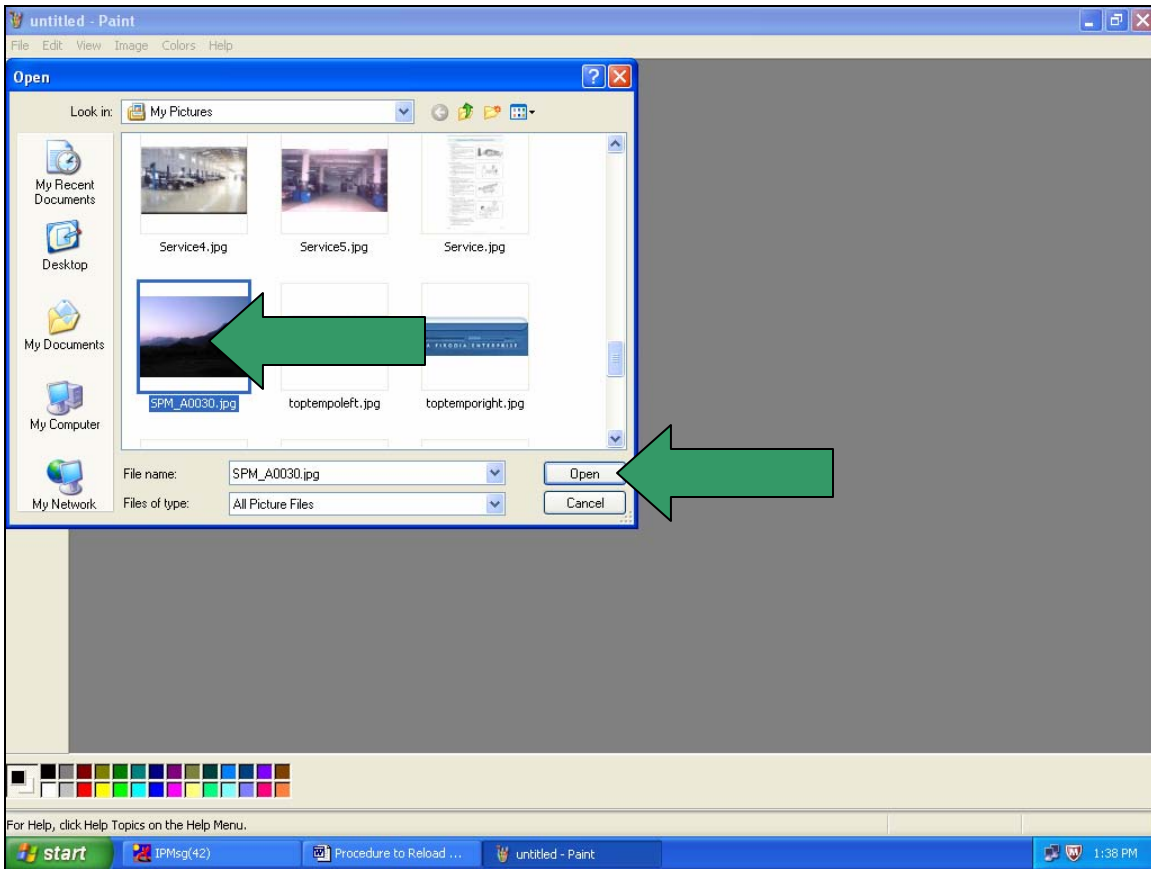 untitled - Paint
File Edit View Image Colors Help
Open
Look in: My Pictures
My Recent
Documents
Desktop
My Documents
My Computer
My Network
Service4.jpg Service5.jpg Service.jpg
SPM_A0030.jpg toptempoleft.jpg toptemporight.jpg
A FIRODIA ENTERPRISE
File name: SPM_A0030.jpg Open
Files of type: All Picture Files Cancel
For Help, click Help Topics on the Help Menu.
start IPMsg(42) Procedure to Reload ... untitled - Paint 1:38 PM